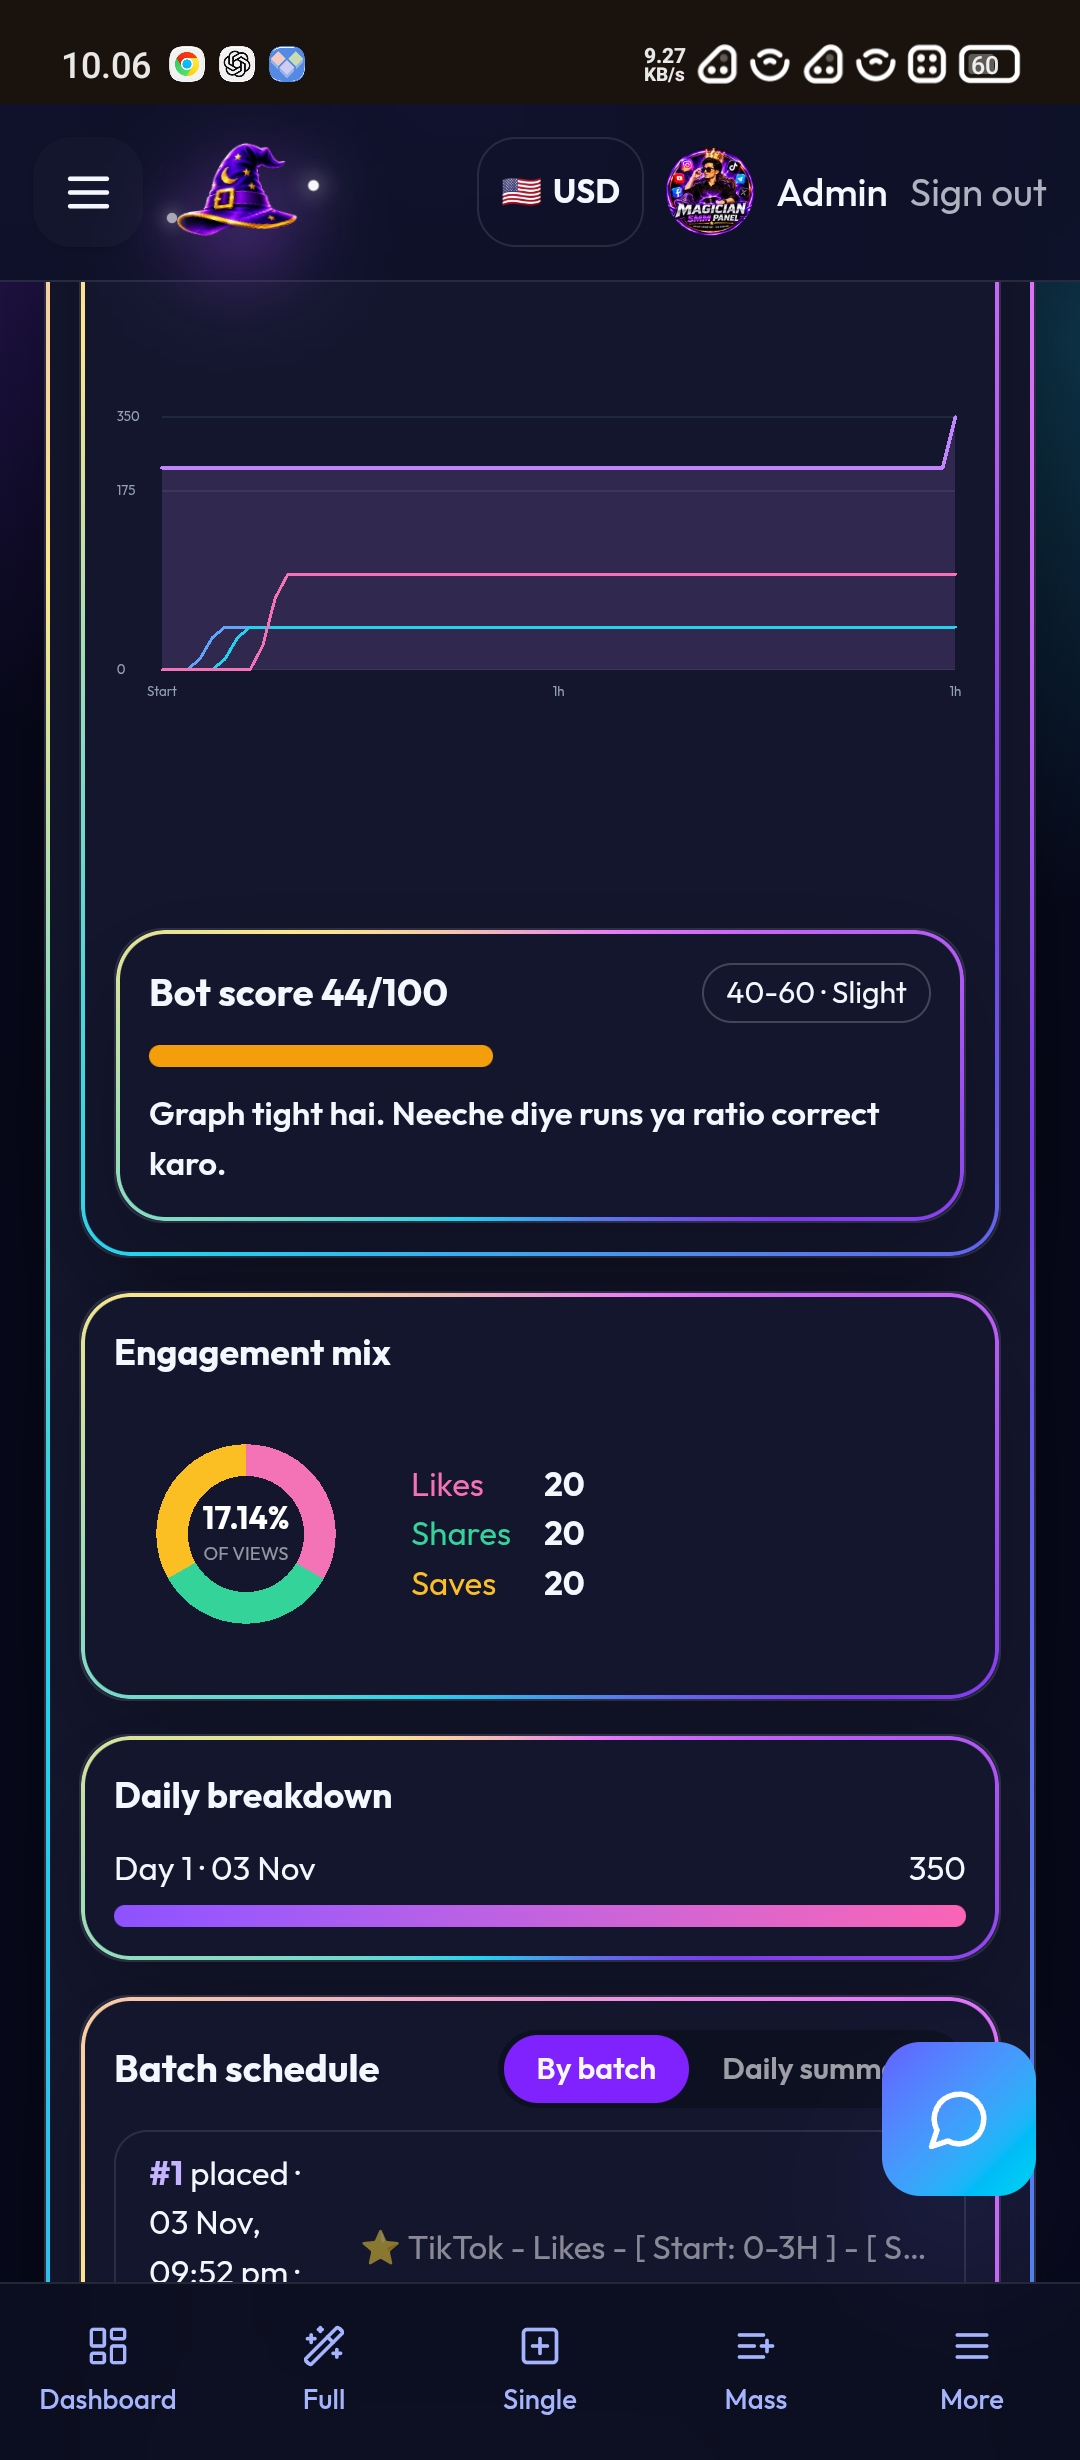 10.06
9.27
KB/s
60
🇺🇸 USD
MAGICIAN
SMM PANEL
Admin
Sign out
350
175
0
Start
1h
1h
Bot score 44/100
40-60 · Slight
Graph tight hai. Neeche diye runs ya ratio correct
karo.
Engagement mix
17.14%
OF VIEWS
Likes 20
Shares 20
Saves 20
Daily breakdown
Day 1 · 03 Nov
350
Batch schedule
By batch
Daily summ
#1 placed ·
03 Nov,
09:52 pm ·
⭐ TikTok - Likes - [ Start: 0-3H ] - [ S...
Dashboard
Full
Single
Mass
More